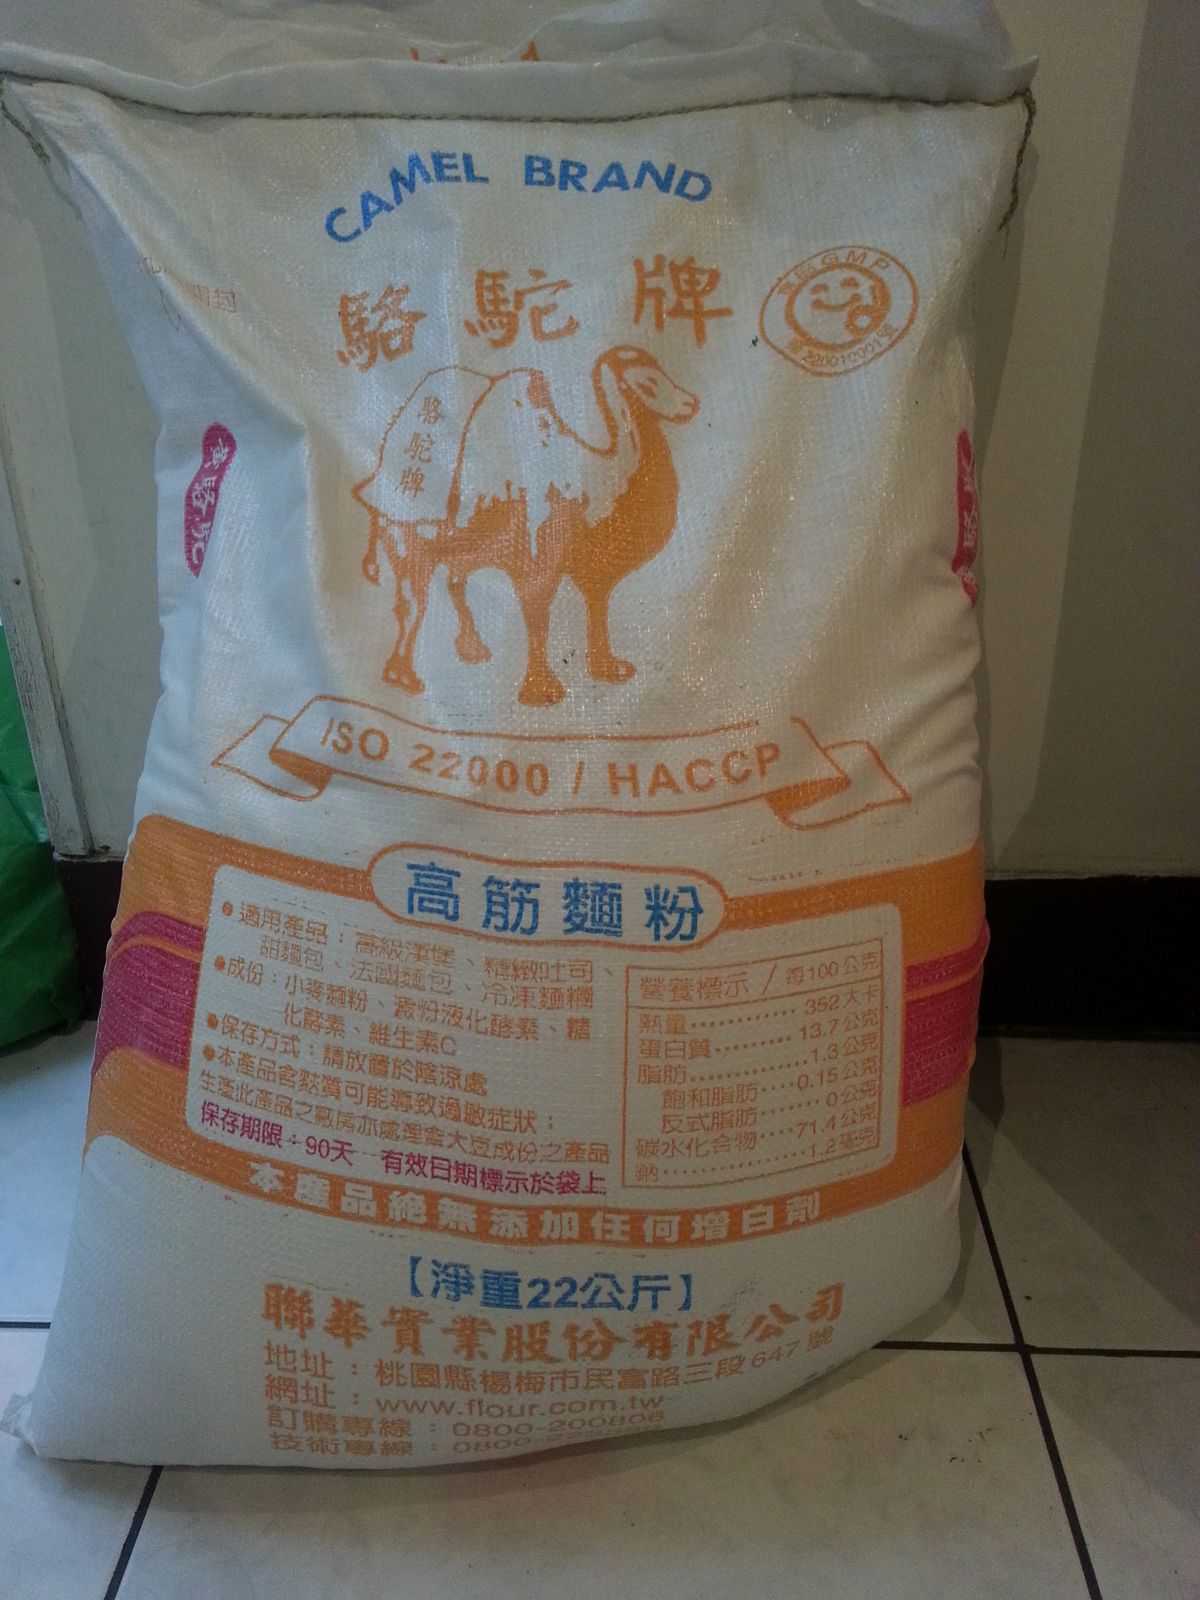 CAMEL BRAND
駱駝牌
GMP
開封
駱駝牌
駱駝
ISO 22000 / HACCP
高筋麵粉
●適用產品：高級漢堡、精緻吐司、
甜麵包、法國麵包、冷凍麵糰
●成份：小麥麵粉、澱粉液化酵素、糖
化酵素、維生素C
●保存方式：請放置於陰涼處
●本產品含麩質可能導致過敏症狀；
生產此產品之廠房亦處理含大豆成份之產品
保存期限：90天 有效日期標示於袋上
營養標示／每100公克
熱量............352大卡
蛋白質.........13.7公克
脂肪............1.3公克
飽和脂肪....0.15公克
反式脂肪......0公克
碳水化合物....71.4公克
鈉...............1.2毫克
本產品絕無添加任何增白劑
【淨重22公斤】
聯華實業股份有限公司
地址：桃園縣楊梅市民富路三段647號
網址：www.flour.com.tw
訂購專線：0800-200808
技術專線：0800-